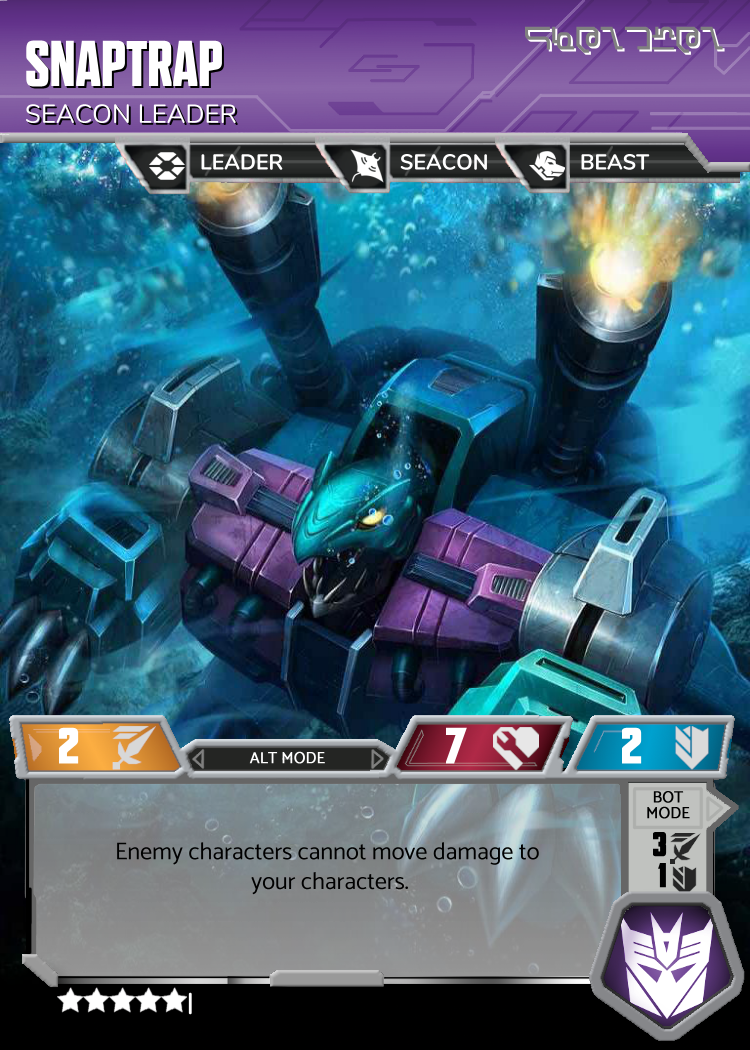 SNAPTRAP
SEACON LEADER
LEADER SEACON BEAST
2 ALT MODE 7 2
BOT
MODE
3
1
Enemy characters cannot move damage to
your characters.
★★★★★|